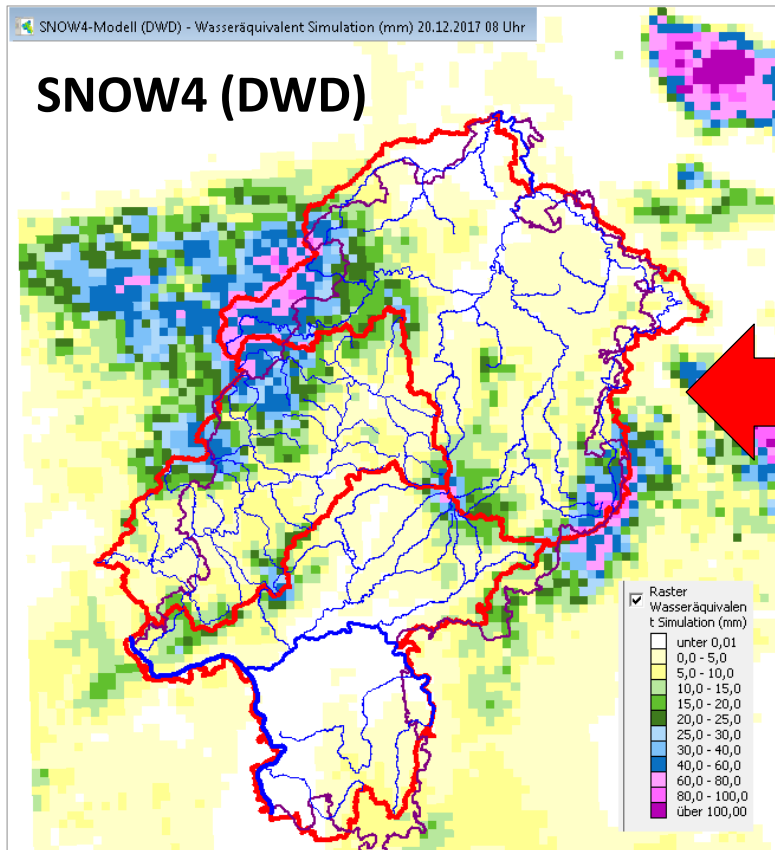 SNOW4-Modell (DWD) - Wasseräquivalent Simulation (mm) 20.12.2017 08 Uhr
SNOW4 (DWD)
Raster
Wasseräquivalen
t Simulation (mm)
unter 0,01
0,0 - 5,0
5,0 - 10,0
10,0 - 15,0
15,0 - 20,0
20,0 - 25,0
25,0 - 30,0
30,0 - 40,0
40,0 - 60,0
60,0 - 80,0
80,0 - 100,0
über 100,00